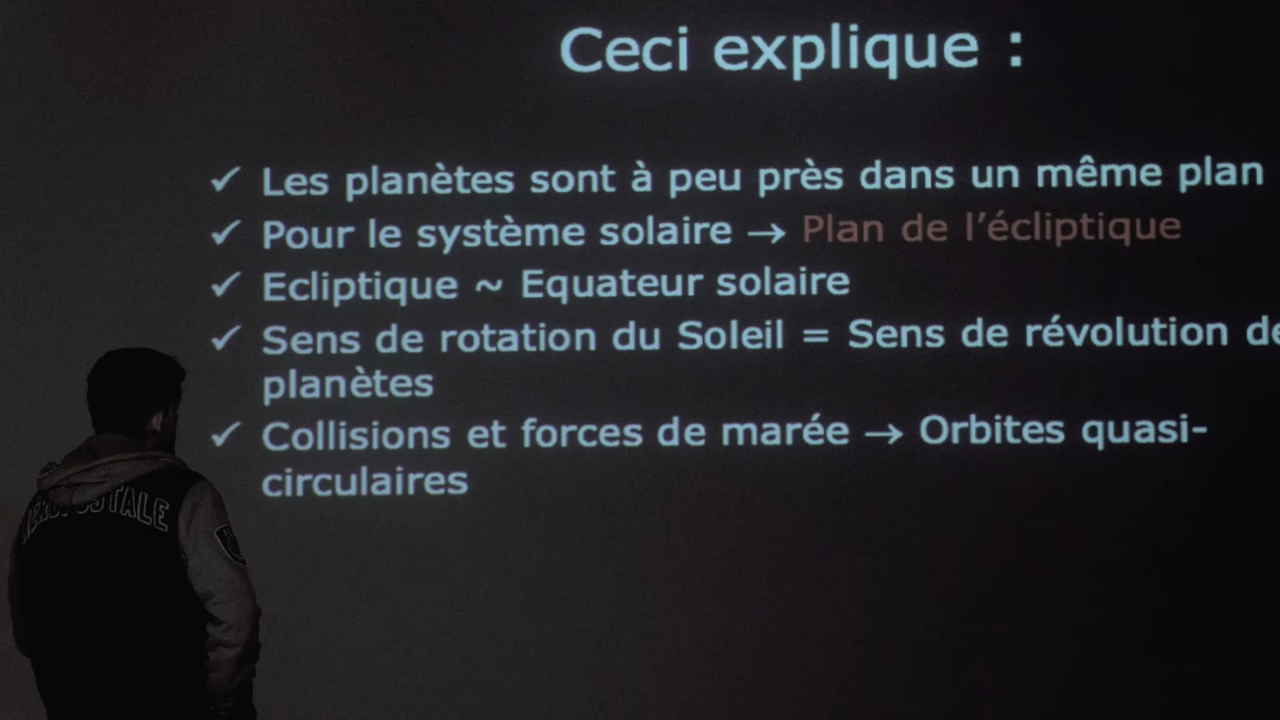 Ceci explique :
✓ Les planètes sont à peu près dans un même plan
✓ Pour le système solaire → Plan de l’écliptique
✓ Ecliptique ~ Equateur solaire
✓ Sens de rotation du Soleil = Sens de révolution de
planètes
✓ Collisions et forces de marée → Orbites quasi-
circulaires
AEROPOSTALE